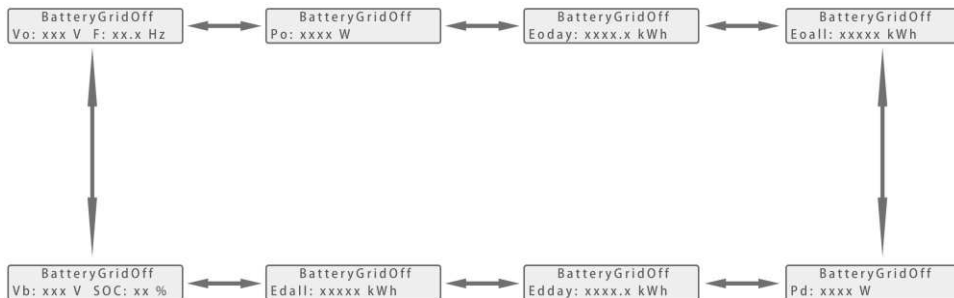 BatteryGridOff
Vo: xxx V F: xx.x Hz
BatteryGridOff
Po: xxxx W
BatteryGridOff
Eoday: xxxx.x kWh
BatteryGridOff
Eoall: xxxxx kWh
BatteryGridOff
Vb: xxx V SOC: xx %
BatteryGridOff
Edall: xxxxx kWh
BatteryGridOff
Edday: xxxx.x kWh
BatteryGridOff
Pd: xxxx W